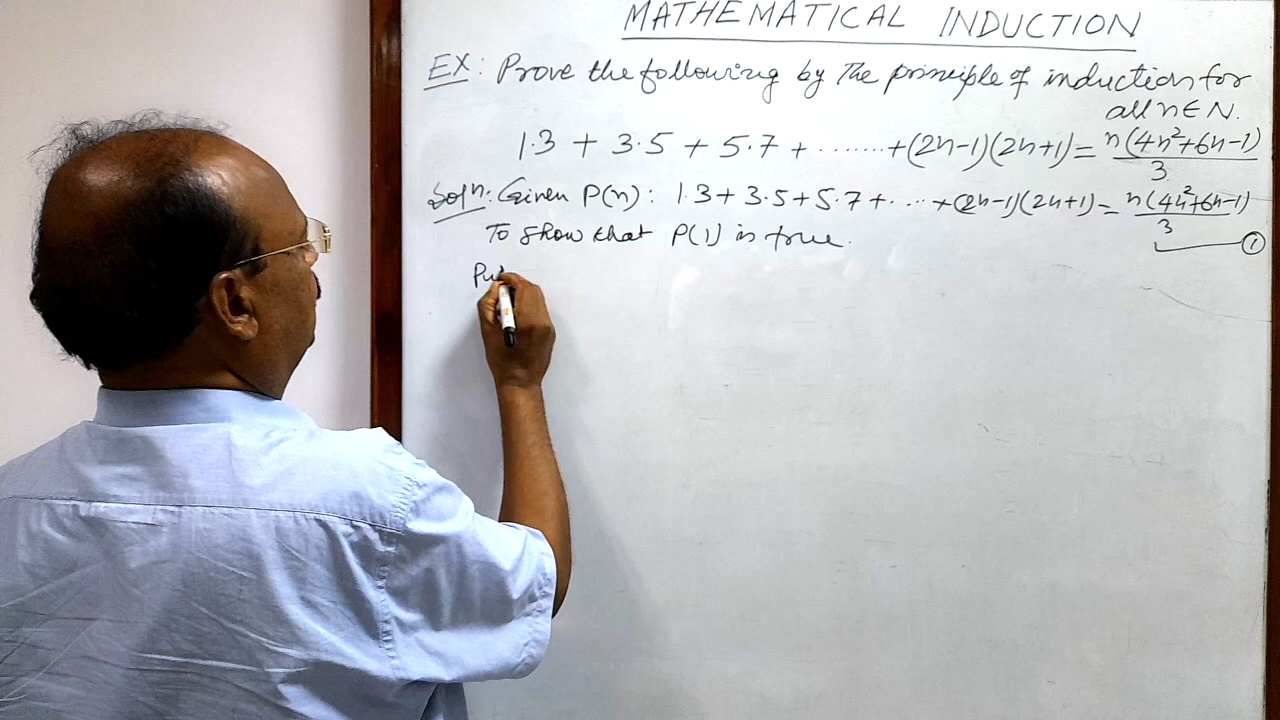 MATHEMATICAL INDUCTION
EX: Prove the following by the principle of induction for
all n ∈ N.
1.3 + 3.5 + 5.7 + ....... + (2n-1)(2n+1) = n(4n²+6n-1)/3
Solⁿ: Given P(n): 1.3 + 3.5 + 5.7 + ..... + (2n-1)(2n+1) = n(4n²+6n-1)/3 ①
To show that P(1) is true.
Pu